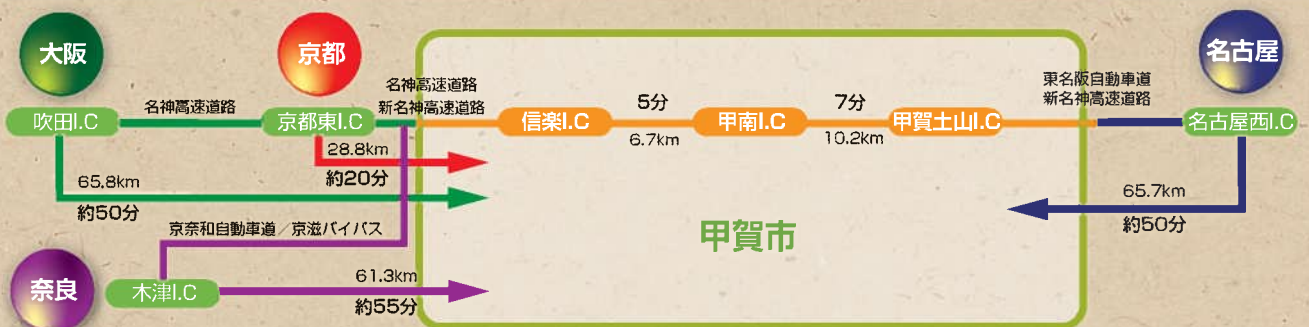 大阪
京都
名古屋
名神高速道路
新名神高速道路
東名阪自動車道
新名神高速道路
名神高速道路
5分
7分
吹田I.C
京都東I.C
信楽I.C
甲南I.C
甲賀土山I.C
名古屋西I.C
6.7km
10.2km
28.8km
約20分
65.8km
約50分
65.7km
約50分
京奈和自動車道／京滋バイパス
甲賀市
奈良
木津I.C
61.3km
約55分